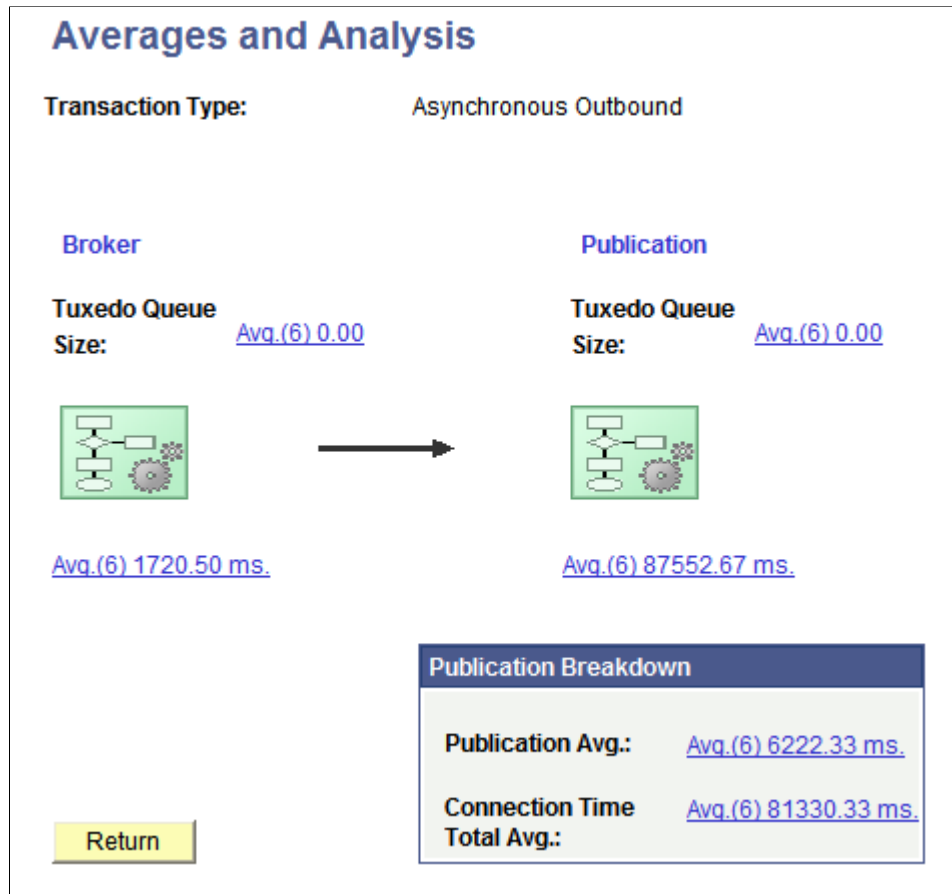 Averages and Analysis
Transaction Type: Asynchronous Outbound
Broker Publication
Tuxedo Queue Size: Avg.(6) 0.00
Tuxedo Queue Size: Avg.(6) 0.00
Avg.(6) 1720.50 ms. Avg.(6) 87552.67 ms.
Publication Breakdown
Publication Avg.: Avg.(6) 6222.33 ms.
Connection Time Total Avg.: Avg.(6) 81330.33 ms.
Return